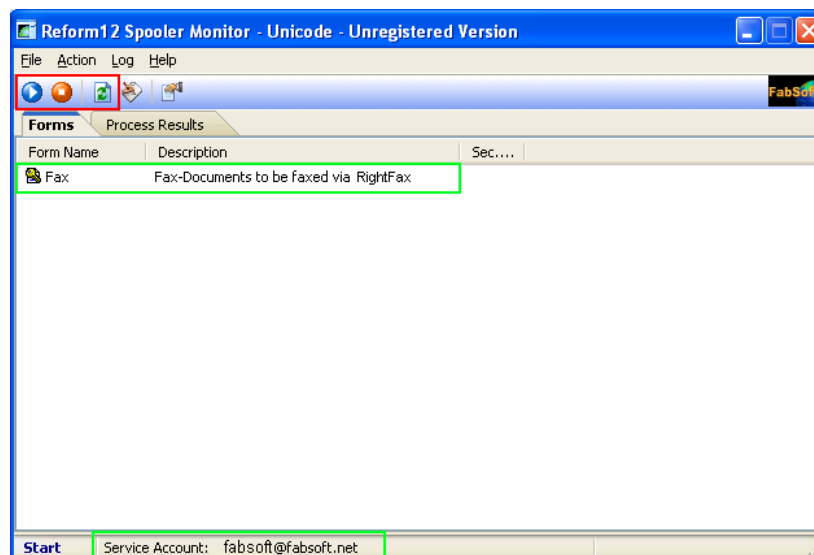 Reform12 Spooler Monitor - Unicode - Unregistered Version
File Action Log Help
FabSof
Forms Process Results
Form Name Description Sec....
Fax Fax-Documents to be faxed via RightFax
Start Service Account: fabsoft@fabsoft.net